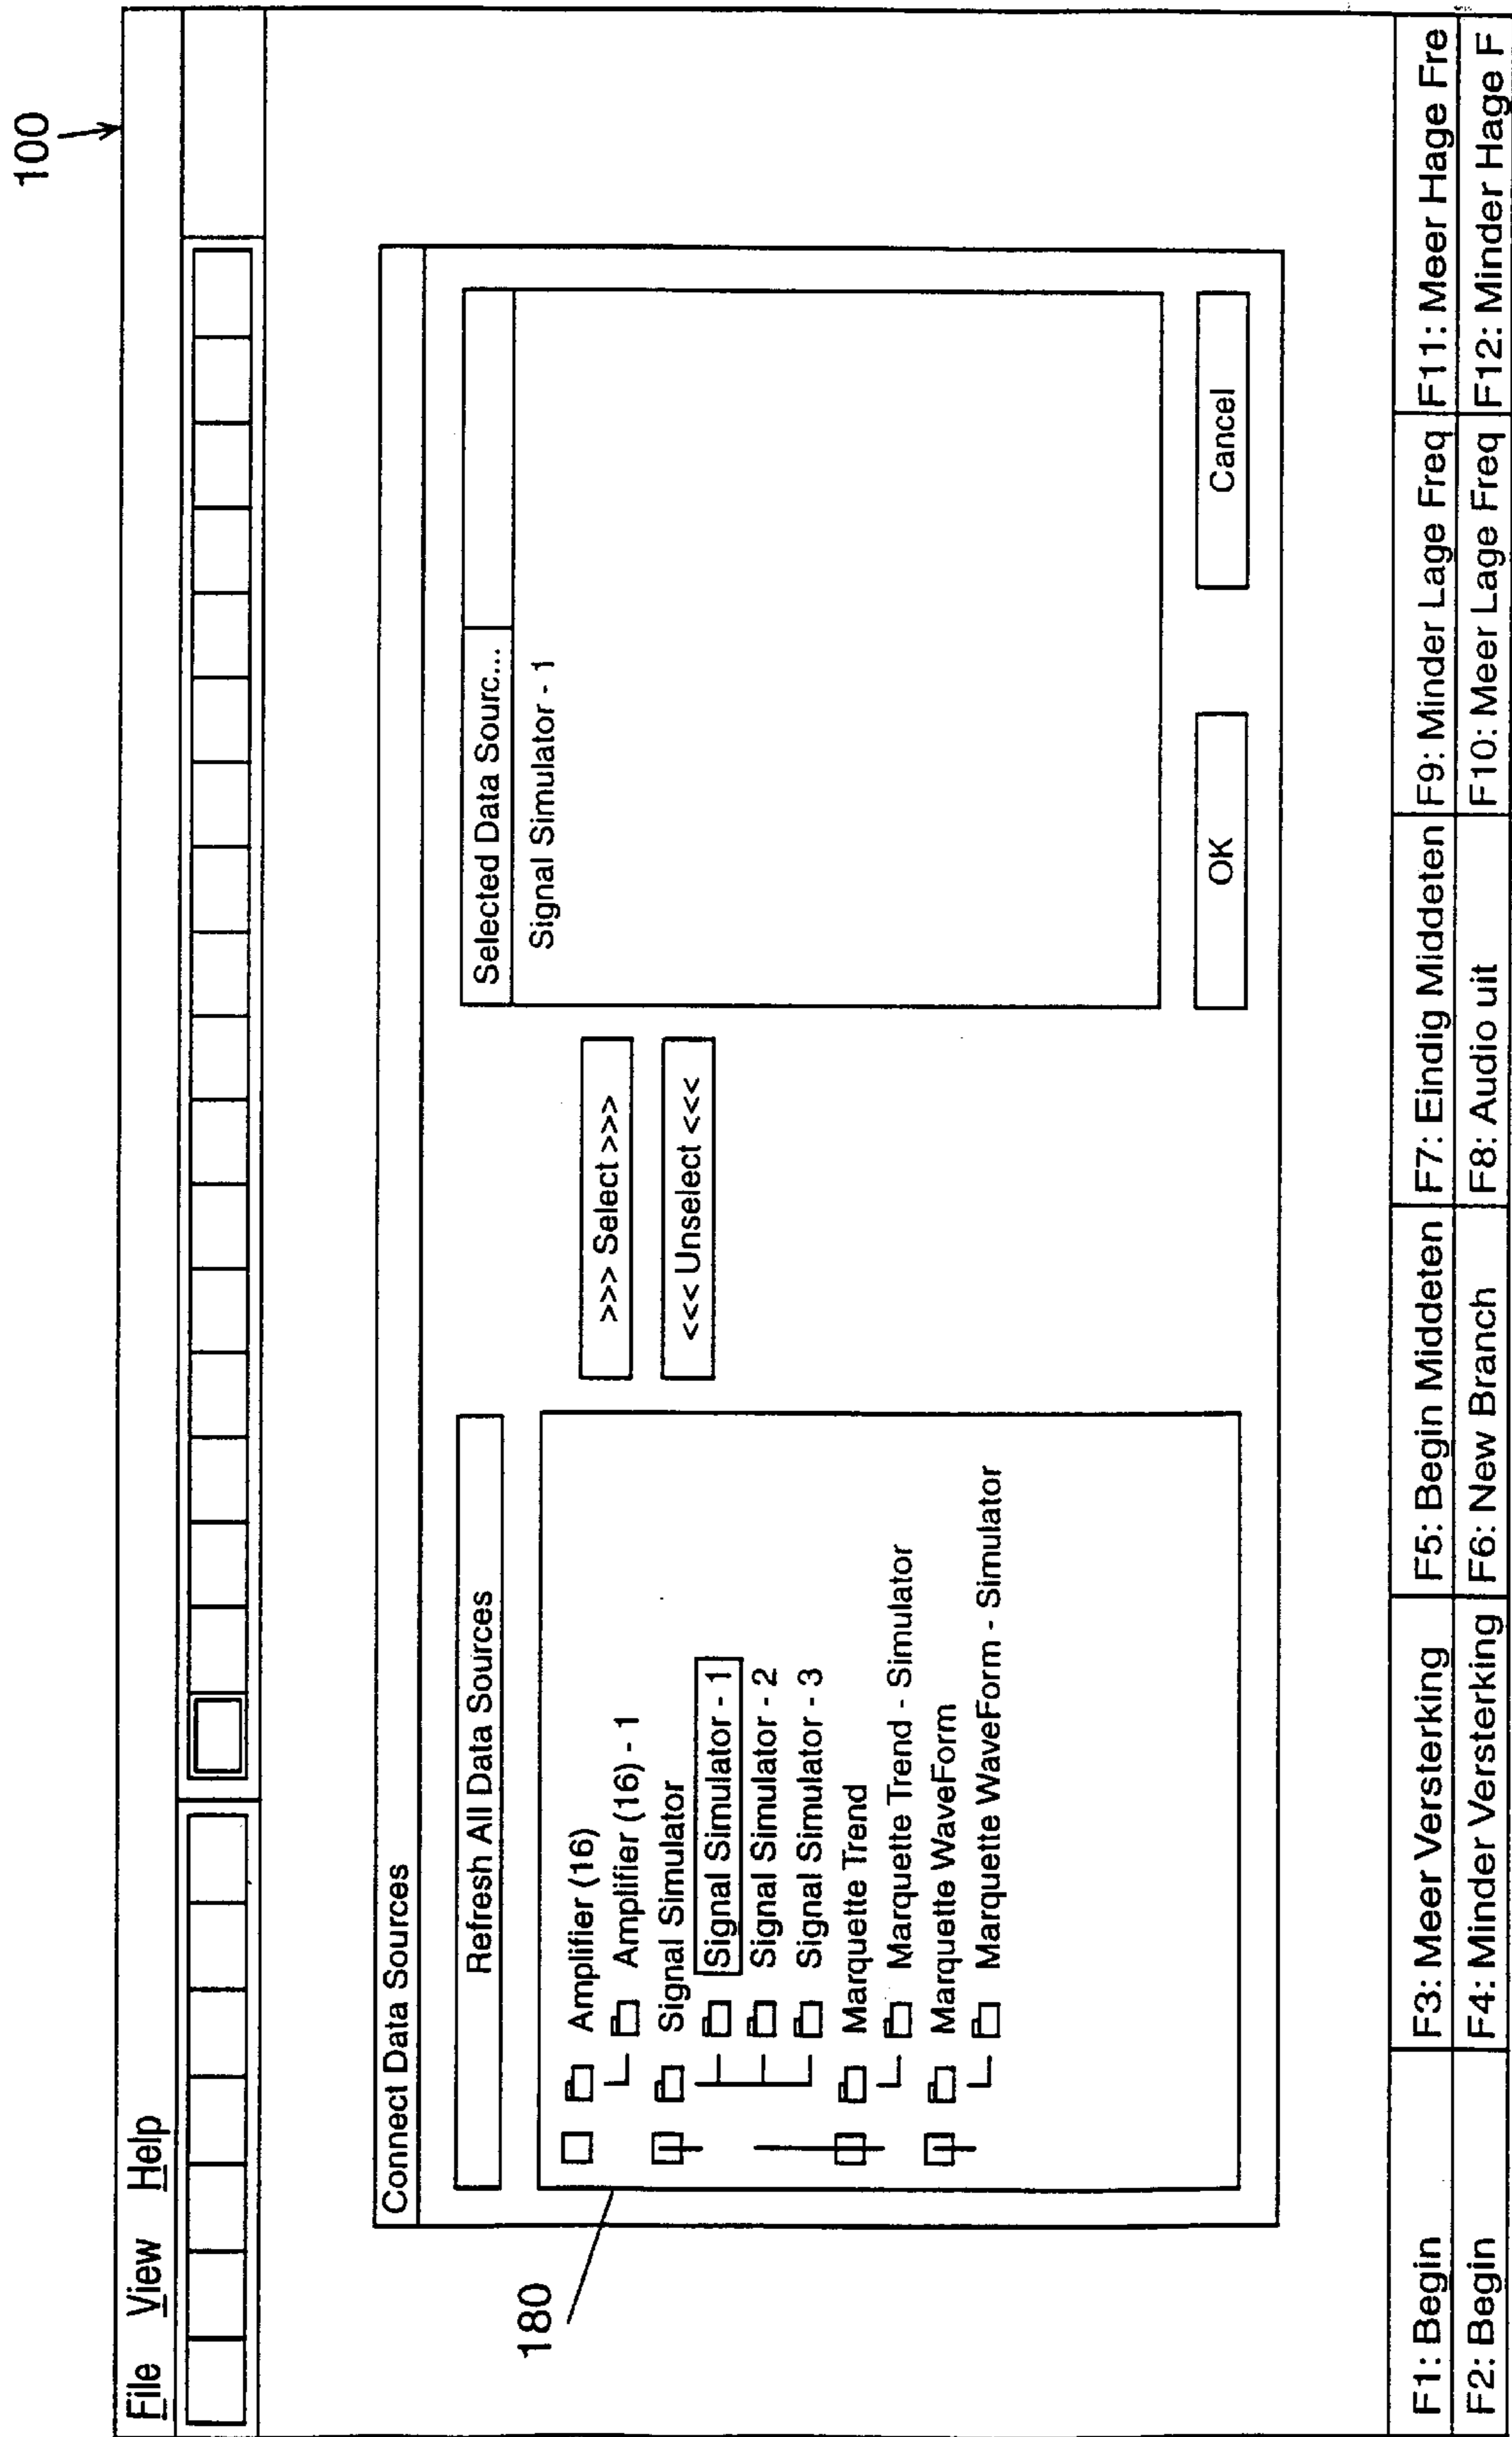 100
File View Help
Connect Data Sources
Refresh All Data Sources
180
Amplifier (16)
Amplifier (16) - 1
Signal Simulator
Signal Simulator - 1
Signal Simulator - 2
Signal Simulator - 3
Marquette Trend
Marquette Trend - Simulator
Marquette WaveForm
Marquette WaveForm - Simulator
>>> Select >>>
<<< Unselect <<<
Selected Data Sourc...
Signal Simulator - 1
OK
Cancel
F1: Begin F3: Meer Versterking F5: Begin Middeten F7: Eindig Middeten F9: Minder Lage Freq F11: Meer Hage Fre
F2: Begin F4: Minder Versterking F6: New Branch F8: Audio uit F10: Meer Lage Freq F12: Minder Hage F